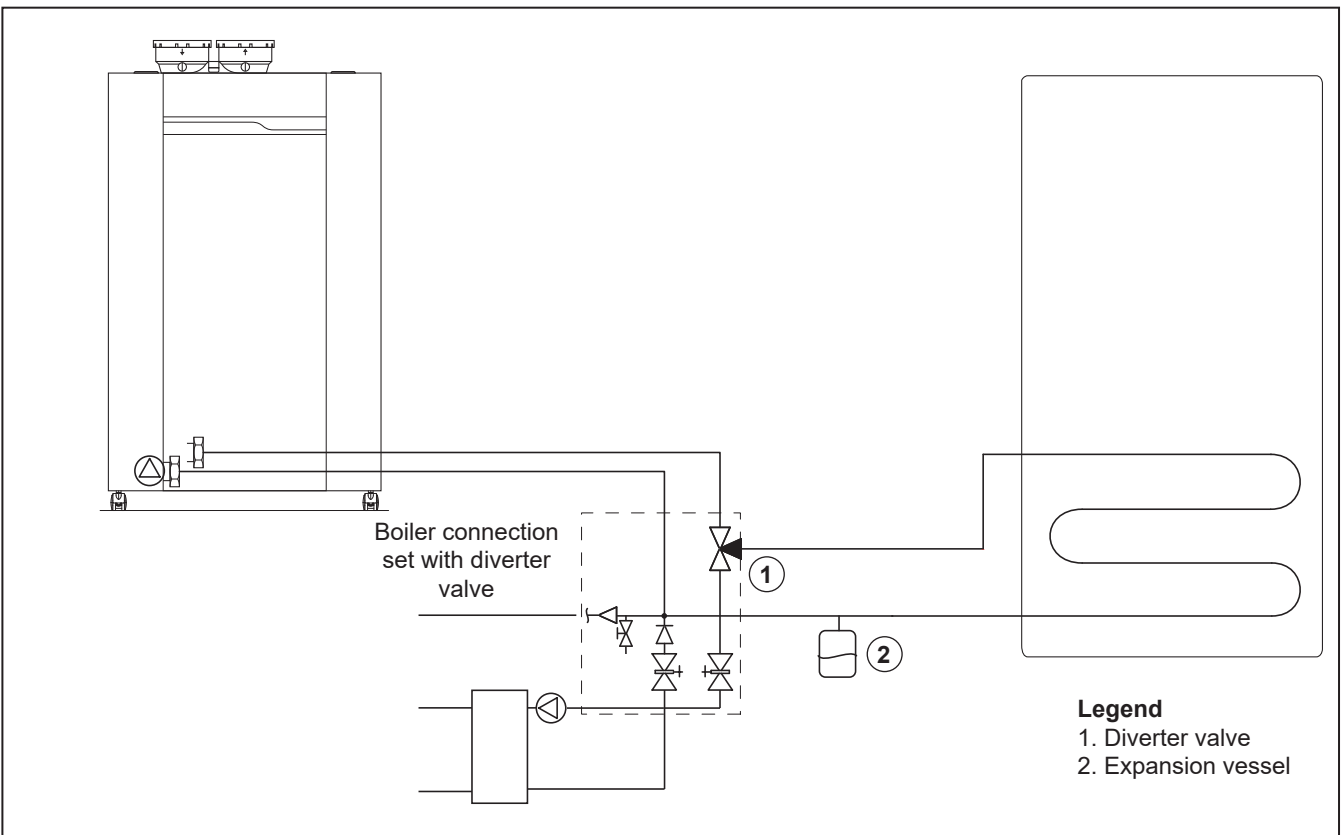 Boiler connection
set with diverter
valve
1
2
Legend
1. Diverter valve
2. Expansion vessel